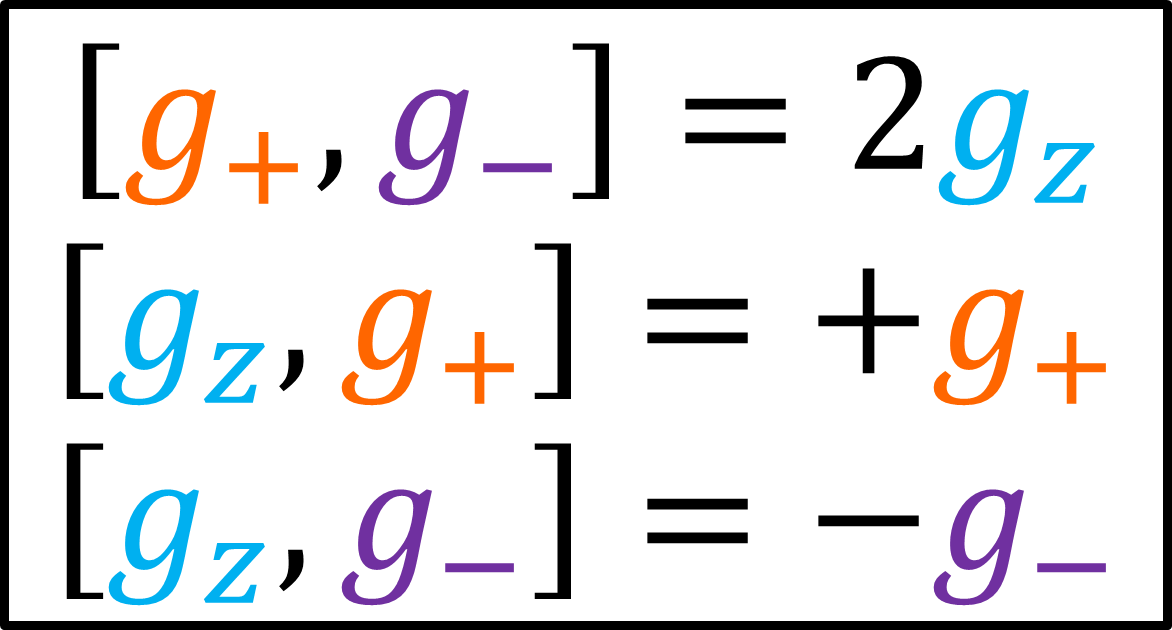 [g₊, g₋] = 2g_z
[g_z, g₊] = +g₊
[g_z, g₋] = −g₋